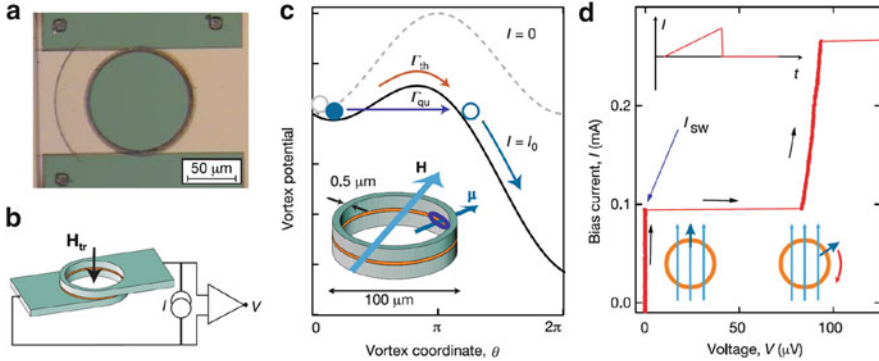 a
50 μm
b
H_tr
I
V
c
I = 0
Γ_th
Γ_qu
I = I_0
H
μ
0.5 μm
100 μm
Vortex potential
0
π
2π
Vortex coordinate, θ
d
I
t
I_SW
Bias current, I (mA)
0.2
0.1
0.0
0
50
100
Voltage, V (μV)